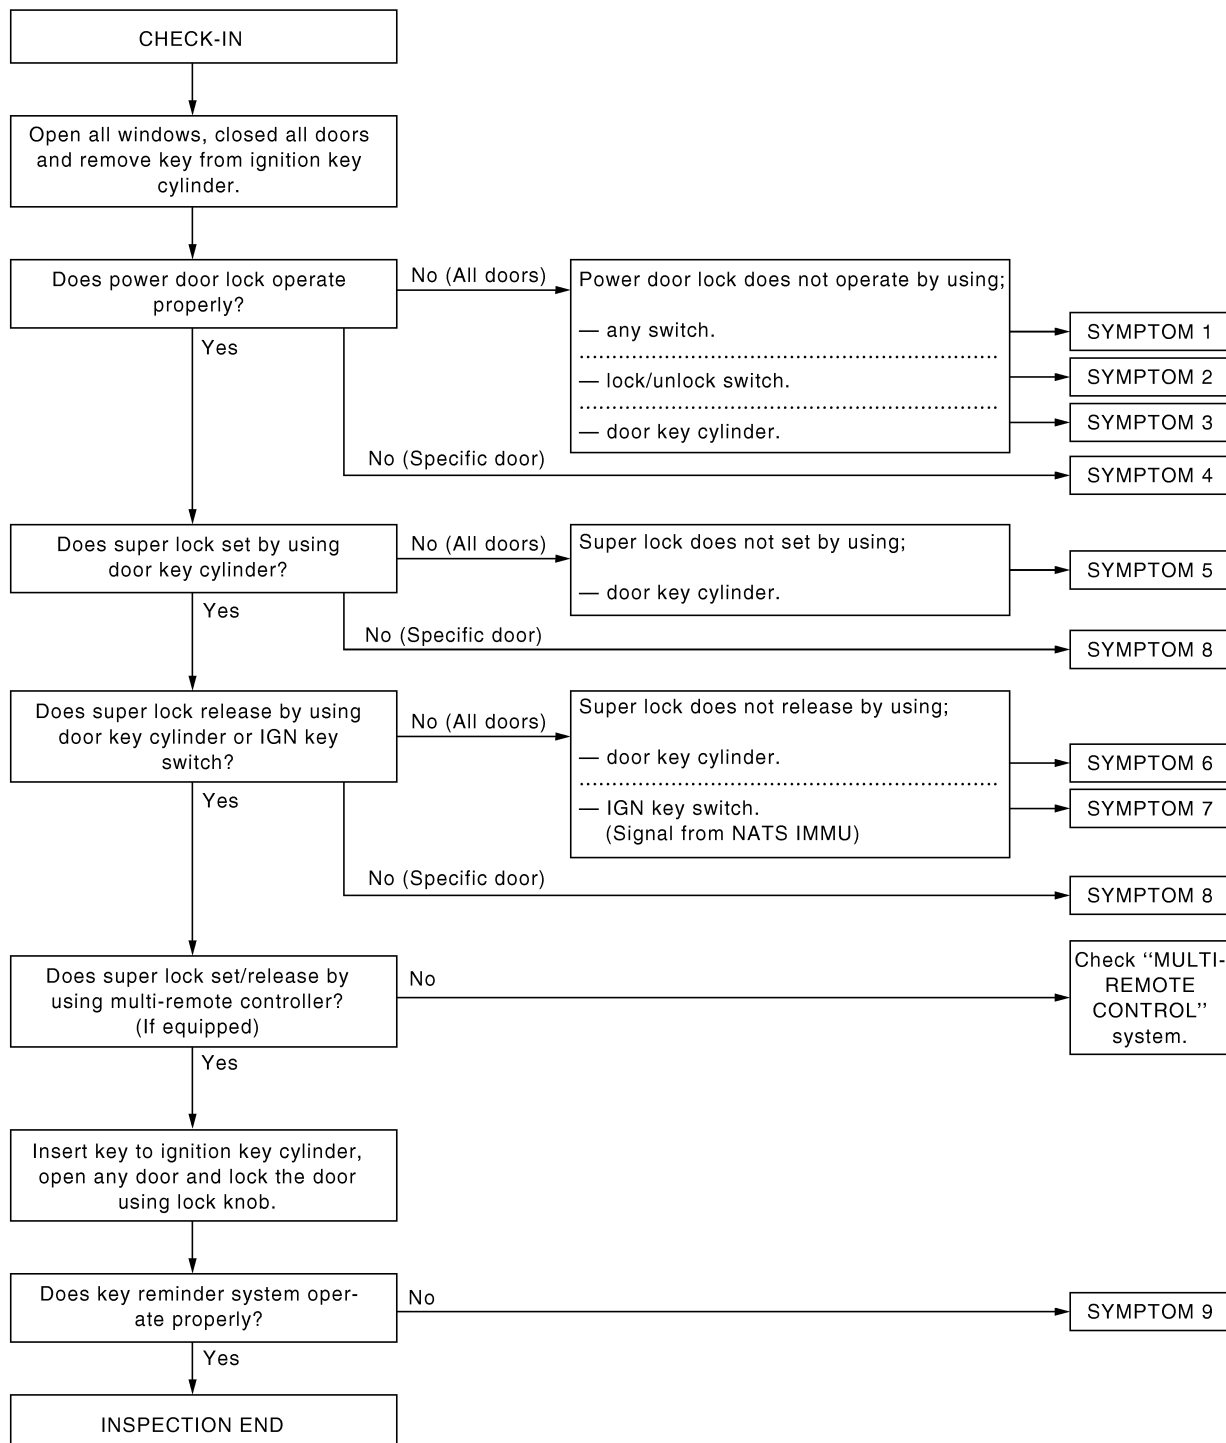 CHECK-IN
Open all windows, closed all doors
and remove key from ignition key
cylinder.
Does power door lock operate
properly?
No (All doors)
Power door lock does not operate by using;
— any switch.
— lock/unlock switch.
— door key cylinder.
SYMPTOM 1
SYMPTOM 2
SYMPTOM 3
Yes
No (Specific door)
SYMPTOM 4
Does super lock set by using
door key cylinder?
No (All doors)
Super lock does not set by using;
— door key cylinder.
SYMPTOM 5
Yes
No (Specific door)
SYMPTOM 8
Does super lock release by using
door key cylinder or IGN key
switch?
No (All doors)
Super lock does not release by using;
— door key cylinder.
— IGN key switch.
(Signal from NATS IMMU)
SYMPTOM 6
SYMPTOM 7
Yes
No (Specific door)
SYMPTOM 8
Does super lock set/release by
using multi-remote controller?
(If equipped)
No
Check ‘‘MULTI-
REMOTE
CONTROL’’
system.
Yes
Insert key to ignition key cylinder,
open any door and lock the door
using lock knob.
Does key reminder system oper-
ate properly?
No
SYMPTOM 9
Yes
INSPECTION END